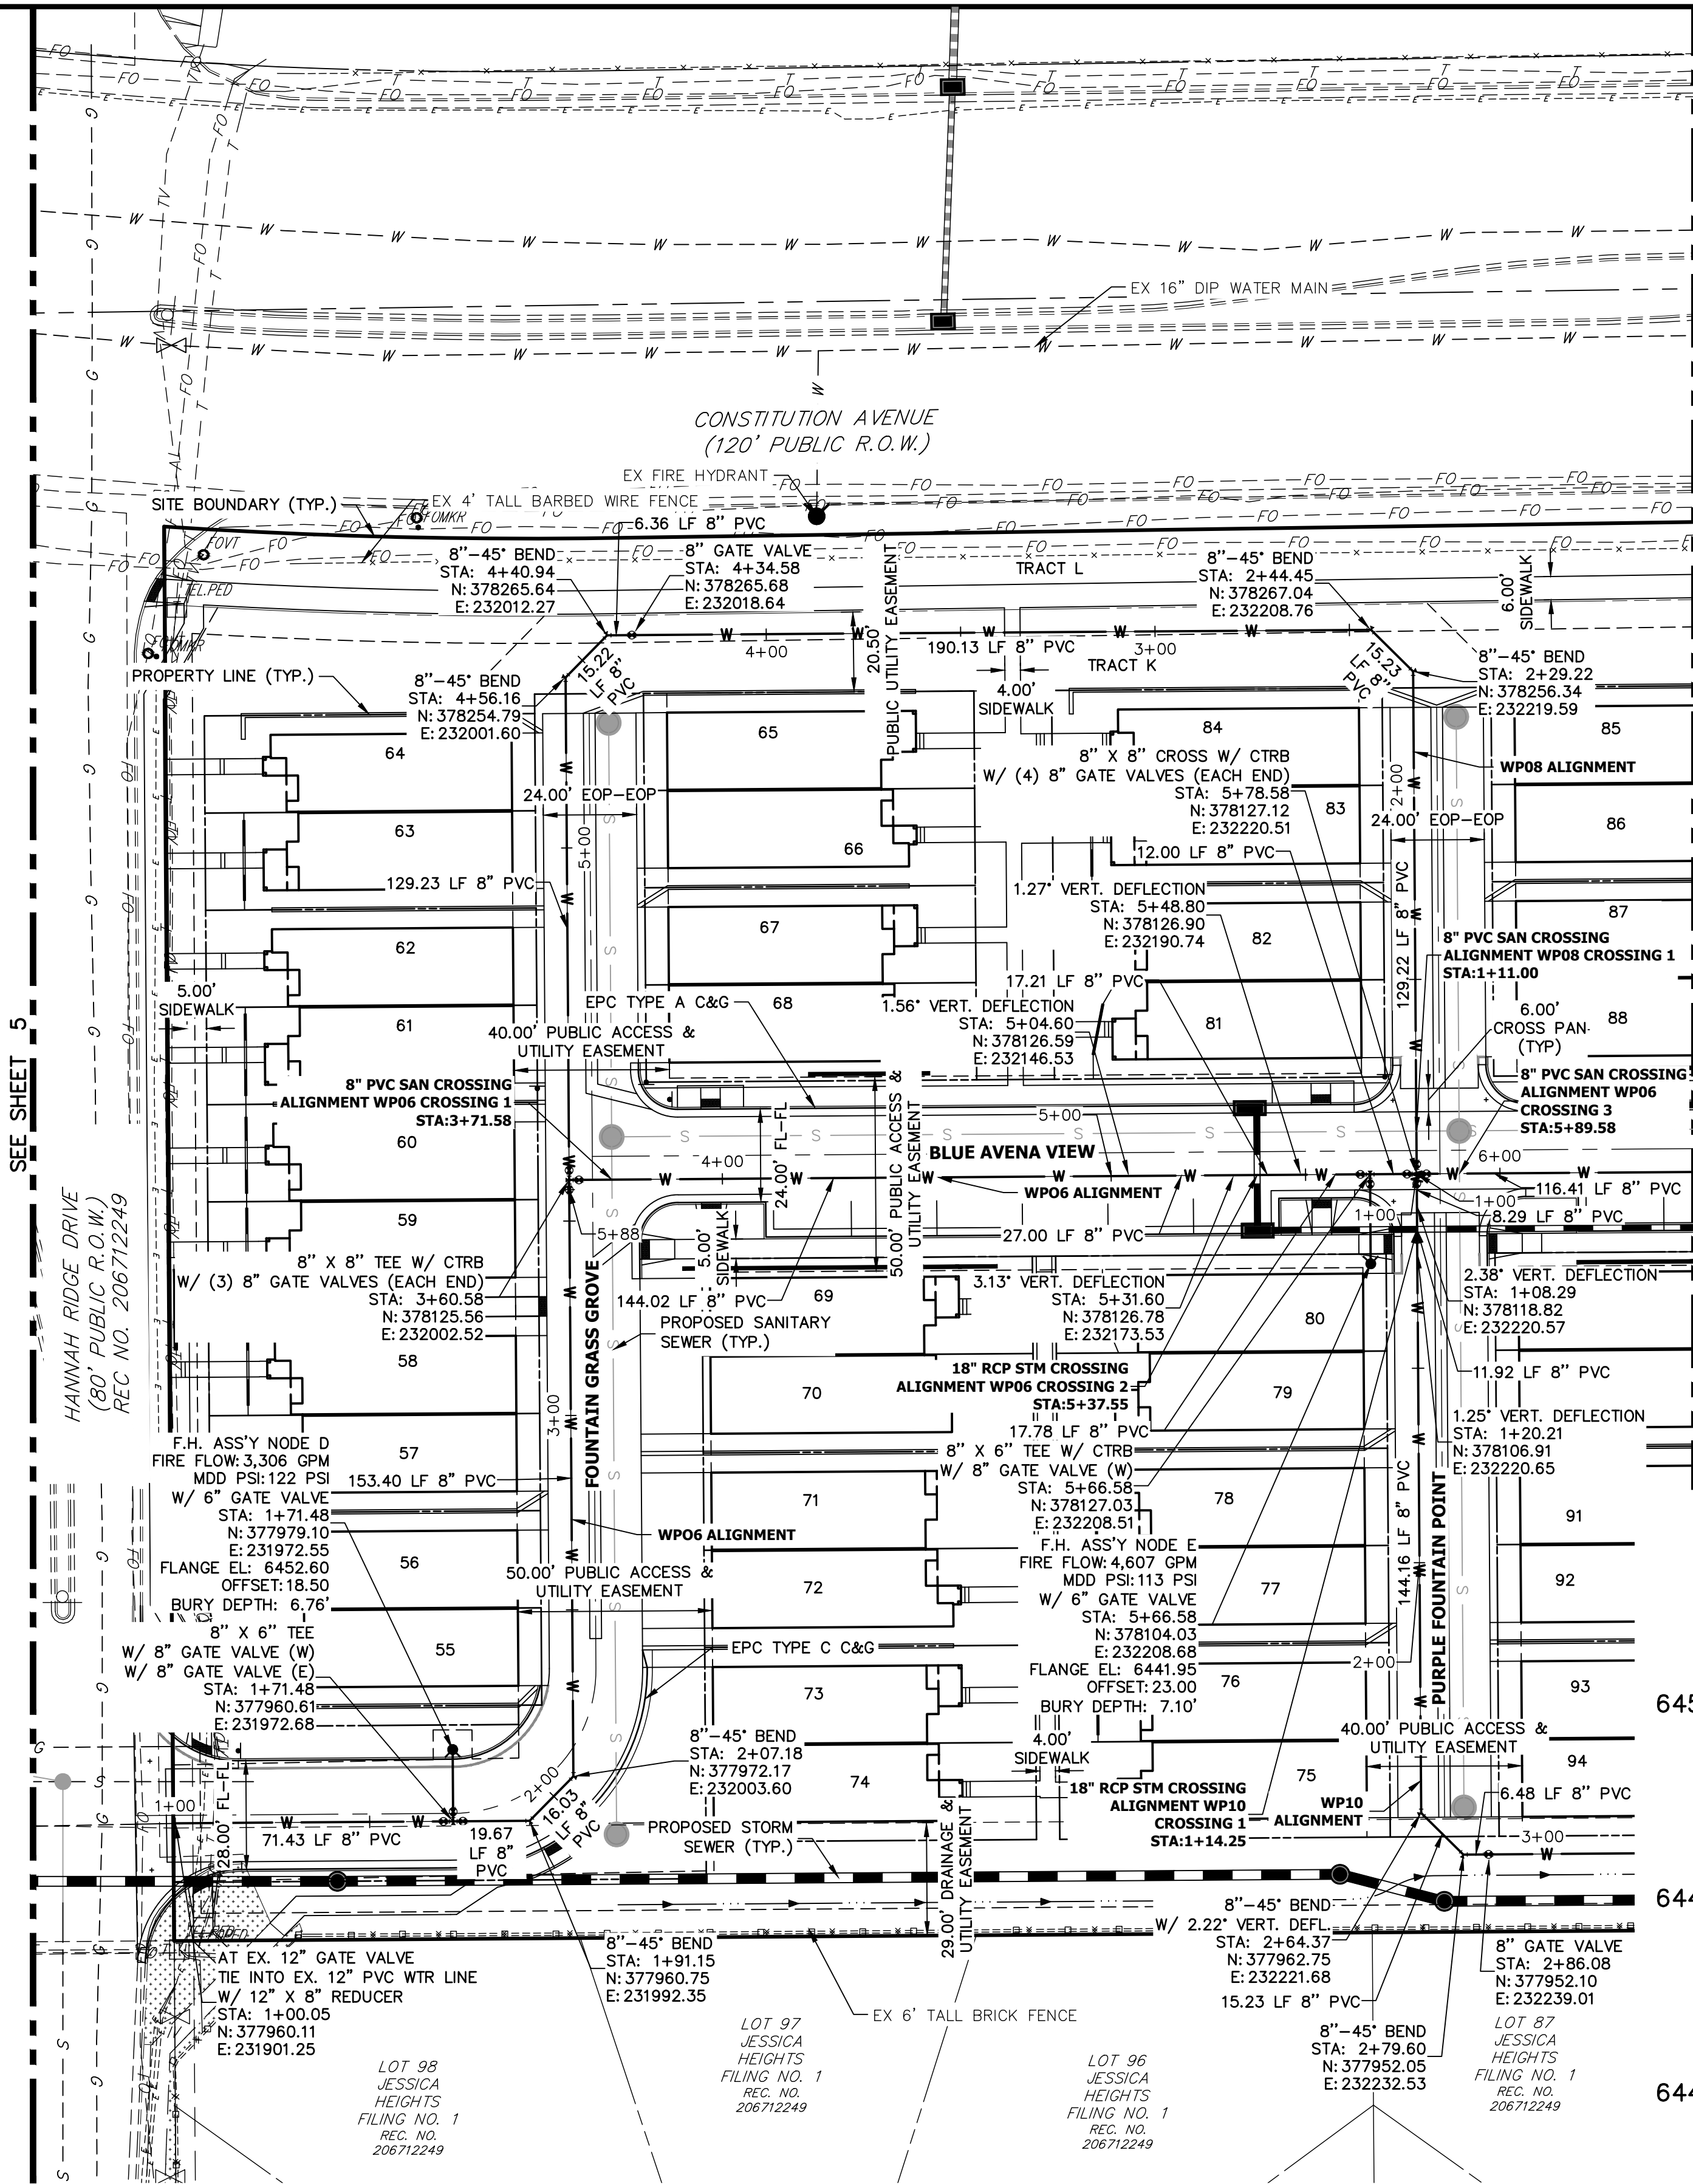 EX 16" DIP WATER MAIN
CONSTITUTION AVENUE
(120' PUBLIC R.O.W.)
EX FIRE HYDRANT
SITE BOUNDARY (TYP.)
EX 4' TALL BARBED WIRE FENCE
FOMKR
FOVT
TEL.PED
6.36 LF 8" PVC
8"-45° BEND
STA: 4+40.94
N: 378265.64
E: 232012.27
8" GATE VALVE
STA: 4+34.58
N: 378265.68
E: 232018.64
8"-45° BEND
STA: 2+44.45
N: 378267.04
E: 232208.76
TRACT L
6.00'
SIDEWALK
20.50'
PUBLIC UTILITY EASEMENT
4+00
190.13 LF 8" PVC
3+00
TRACT K
15.22
LF 8"
PVC
15.23
LF 8"
PVC
PROPERTY LINE (TYP.)
8"-45° BEND
STA: 4+56.16
N: 378254.79
E: 232001.60
8"-45° BEND
STA: 2+29.22
N: 378256.34
E: 232219.59
4.00'
SIDEWALK
64
65
84
85
8" X 8" CROSS W/ CTRB
W/ (4) 8" GATE VALVES (EACH END)
STA: 5+78.58
N: 378127.12
E: 232220.51
WP08 ALIGNMENT
2+00
24.00' EOP-EOP
24.00' EOP-EOP
63
5+00
66
83
86
12.00 LF 8" PVC
129.23 LF 8" PVC
129.22 LF 8" PVC
1.27° VERT. DEFLECTION
STA: 5+48.80
N: 378126.90
E: 232190.74
62
67
82
87
8" PVC SAN CROSSING
ALIGNMENT WP08 CROSSING 1
STA:1+11.00
5.00'
SIDEWALK
17.21 LF 8" PVC
EPC TYPE A C&G
68
1.56° VERT. DEFLECTION
STA: 5+04.60
N: 378126.59
E: 232146.53
61
81
88
6.00'
CROSS PAN
(TYP)
40.00' PUBLIC ACCESS &
UTILITY EASEMENT
8" PVC SAN CROSSING
ALIGNMENT WP06 CROSSING 1
STA:3+71.58
8" PVC SAN CROSSING
ALIGNMENT WP06
CROSSING 3
STA:5+89.58
SEE SHEET 5
60
24.00' FL-FL
50.00' PUBLIC ACCESS &
UTILITY EASEMENT
5+00
BLUE AVENA VIEW
4+00
6+00
WP06 ALIGNMENT
116.41 LF 8" PVC
1+00
1+00
8.29 LF 8" PVC
59
5+88
27.00 LF 8" PVC
HANNAH RIDGE DRIVE
(80' PUBLIC R.O.W.)
REC NO. 206712249
8" X 8" TEE W/ CTRB
W/ (3) 8" GATE VALVES (EACH END)
STA: 3+60.58
N: 378125.56
E: 232002.52
FOUNTAIN GRASS GROVE
5.00'
SIDEWALK
144.02 LF 8" PVC
69
PROPOSED SANITARY
SEWER (TYP.)
3.13° VERT. DEFLECTION
STA: 5+31.60
N: 378126.78
E: 232173.53
80
2.38° VERT. DEFLECTION
STA: 1+08.29
N: 378118.82
E: 232220.57
58
70
18" RCP STM CROSSING
ALIGNMENT WP06 CROSSING 2
STA:5+37.55
79
11.92 LF 8" PVC
3+00
17.78 LF 8" PVC
1.25° VERT. DEFLECTION
STA: 1+20.21
N: 378106.91
E: 232220.65
F.H. ASS'Y NODE D
FIRE FLOW: 3,306 GPM
MDD PSI: 122 PSI
W/ 6" GATE VALVE
STA: 1+71.48
N: 377979.10
E: 231972.55
FLANGE EL: 6452.60
OFFSET: 18.50
BURY DEPTH: 6.76'
57
153.40 LF 8" PVC
8" X 6" TEE W/ CTRB
W/ 8" GATE VALVE (W)
STA: 5+66.58
N: 378127.03
E: 232208.51
71
78
144.16 LF 8" PVC
PURPLE FOUNTAIN POINT
91
WP06 ALIGNMENT
F.H. ASS'Y NODE E
FIRE FLOW: 4,607 GPM
MDD PSI: 113 PSI
W/ 6" GATE VALVE
STA: 5+66.58
N: 378104.03
E: 232208.68
FLANGE EL: 6441.95
OFFSET: 23.00
BURY DEPTH: 7.10'
56
50.00' PUBLIC ACCESS &
UTILITY EASEMENT
72
77
92
8" X 6" TEE
W/ 8" GATE VALVE (W)
W/ 8" GATE VALVE (E)
STA: 1+71.48
N: 377960.61
E: 231972.68
55
EPC TYPE C C&G
2+00
73
76
93
645
8"-45° BEND
STA: 2+07.18
N: 377972.17
E: 232003.60
40.00' PUBLIC ACCESS &
UTILITY EASEMENT
4.00'
SIDEWALK
74
75
94
1+00
28.00' FL-FL
2+00
16.03
LF 8"
PVC
18" RCP STM CROSSING
ALIGNMENT WP10
CROSSING 1
STA:1+14.25
WP10
ALIGNMENT
6.48 LF 8" PVC
71.43 LF 8" PVC
19.67
LF 8"
PVC
PROPOSED STORM
SEWER (TYP.)
29.00' DRAINAGE &
UTILITY EASEMENT
3+00
644
8"-45° BEND
W/ 2.22° VERT. DEFL.
STA: 2+64.37
N: 377962.75
E: 232221.68
15.23 LF 8" PVC
8" GATE VALVE
STA: 2+86.08
N: 377952.10
E: 232239.01
AT EX. 12" GATE VALVE
TIE INTO EX. 12" PVC WTR LINE
W/ 12" X 8" REDUCER
STA: 1+00.05
N: 377960.11
E: 231901.25
8"-45° BEND
STA: 1+91.15
N: 377960.75
E: 231992.35
EX 6' TALL BRICK FENCE
8"-45° BEND
STA: 2+79.60
N: 377952.05
E: 232232.53
LOT 98
JESSICA
HEIGHTS
FILING NO. 1
REC. NO.
206712249
LOT 97
JESSICA
HEIGHTS
FILING NO. 1
REC. NO.
206712249
LOT 96
JESSICA
HEIGHTS
FILING NO. 1
REC. NO.
206712249
LOT 87
JESSICA
HEIGHTS
FILING NO. 1
REC. NO.
206712249
644